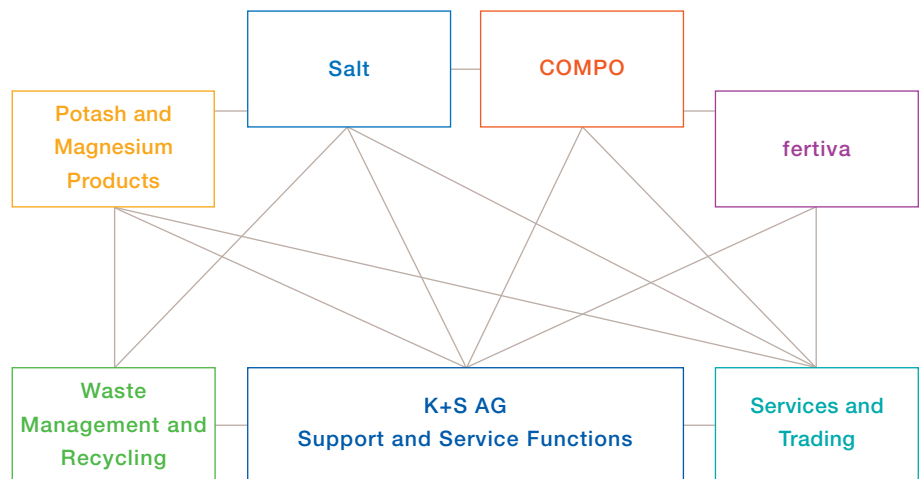 Salt
COMPO
Potash and
Magnesium
Products
fertiva
Waste
Management and
Recycling
K+S AG
Support and Service Functions
Services and
Trading